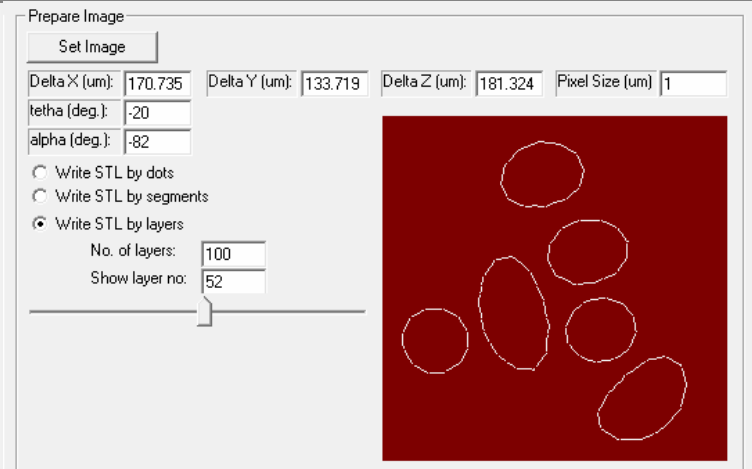 Prepare Image
Set Image
Delta X (um): 170.735 Delta Y (um): 133.719 Delta Z (um): 181.324 Pixel Size (um) 1
tetha (deg.): -20
alpha (deg.): -82
Write STL by dots
Write STL by segments
Write STL by layers
No. of layers: 100
Show layer no: 52